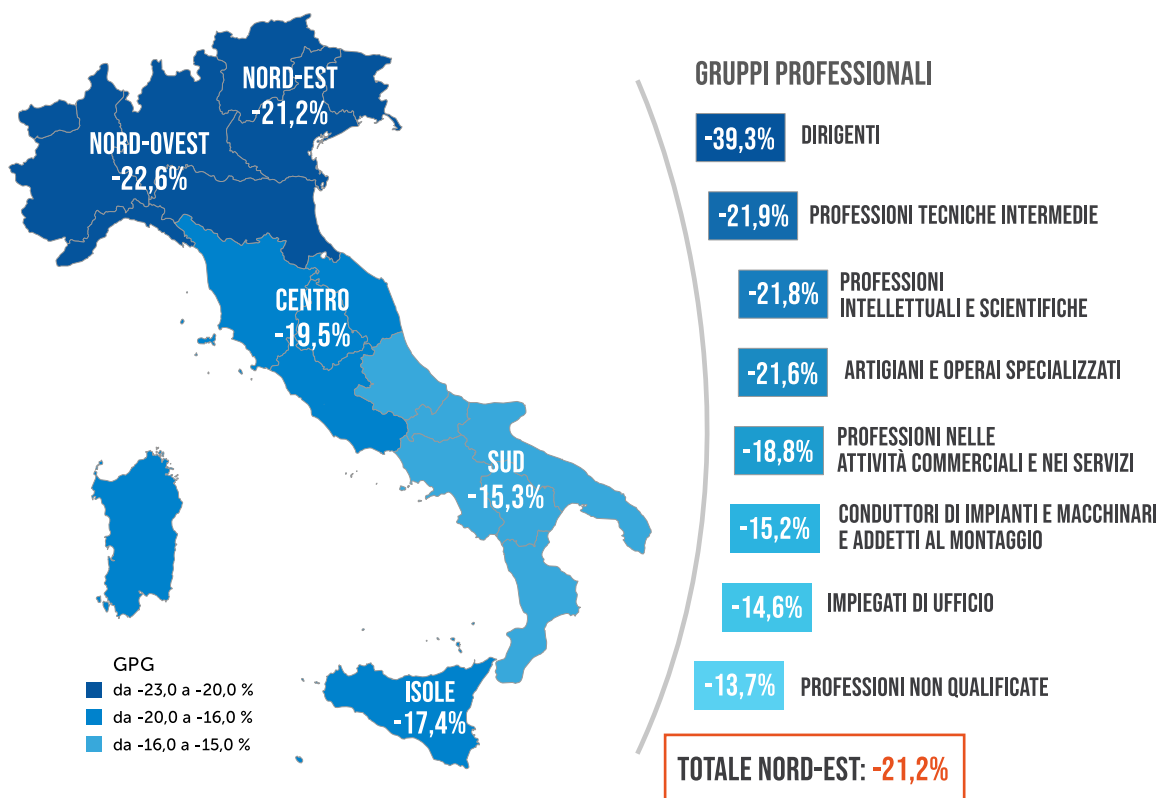 NORD-EST
-21,2%
NORD-OVEST
-22,6%
CENTRO
-19,5%
SUD
-15,3%
ISOLE
-17,4%
GPG
da -23,0 a -20,0 %
da -20,0 a -16,0 %
da -16,0 a -15,0 %
GRUPPI PROFESSIONALI
-39,3% DIRIGENTI
-21,9% PROFESSIONI TECNICHE INTERMEDIE
-21,8% PROFESSIONI
INTELLETTUALI E SCIENTIFICHE
-21,6% ARTIGIANI E OPERAI SPECIALIZZATI
-18,8% PROFESSIONI NELLE
ATTIVITÀ COMMERCIALI E NEI SERVIZI
-15,2% CONDUTTORI DI IMPIANTI E MACCHINARI
E ADDETTI AL MONTAGGIO
-14,6% IMPIEGATI DI UFFICIO
-13,7% PROFESSIONI NON QUALIFICATE
TOTALE NORD-EST: -21,2%